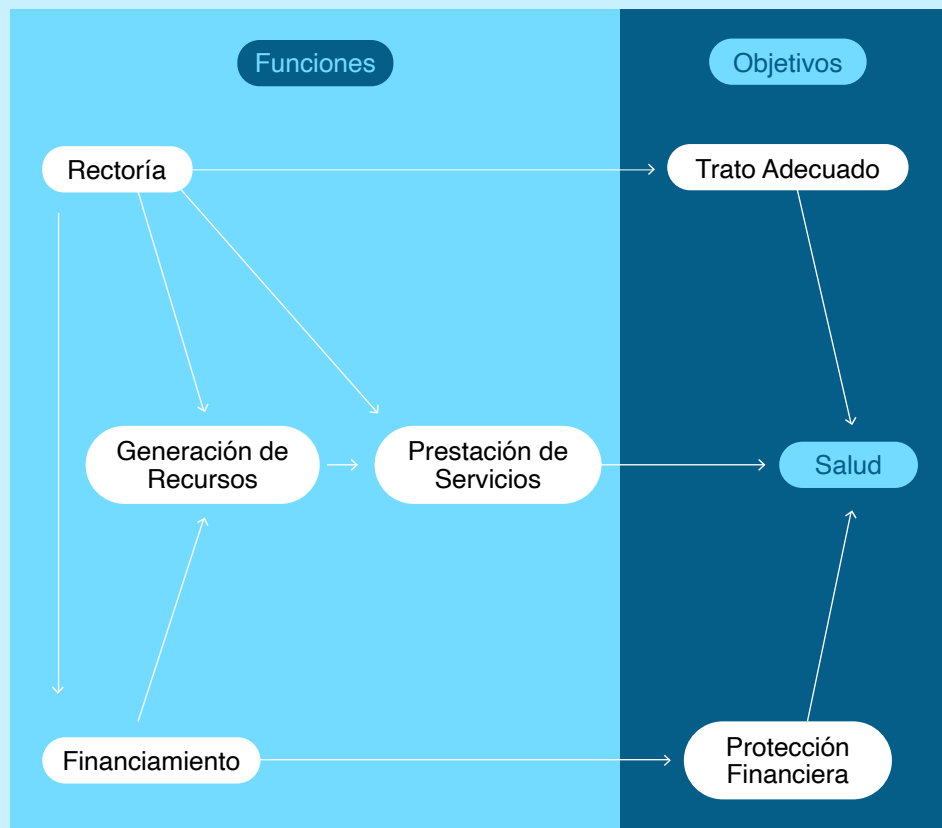 Funciones
Objetivos
Rectoría
Trato Adecuado
Generación de
Recursos
Prestación de
Servicios
Salud
Financiamiento
Protección
Financiera